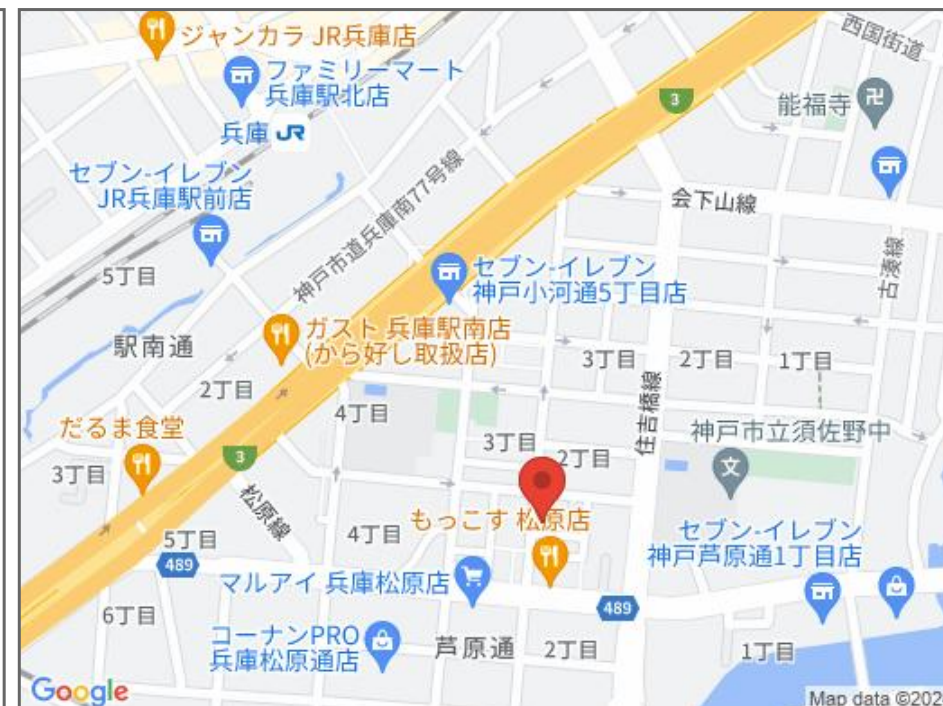 ジャンカラ JR兵庫店
西国街道
ファミリーマート
兵庫駅北店
3
能福寺
兵庫 JR
セブン-イレブン
JR兵庫駅前店
神戸市道兵庫南77号線
会下山線
古湊線
5丁目
セブン-イレブン
神戸小河通5丁目店
駅南通
ガスト 兵庫駅南店
(から好し取扱店)
3丁目
2丁目
1丁目
2丁目
住吉橋線
4丁目
だるま食堂
3丁目
神戸市立須佐野中
文
3丁目
3
2丁目
松原線
もっこす 松原店
5丁目
4丁目
セブン-イレブン
神戸芦原通1丁目店
489
マルアイ 兵庫松原店
489
6丁目
コーナンPRO
兵庫松原通店
芦原通
2丁目
1丁目
Google
Map data ©202